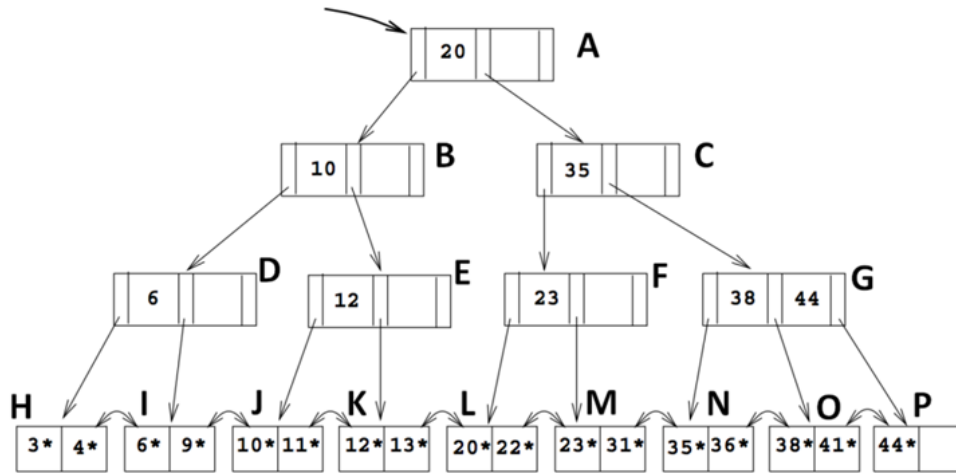 20 A
10 B 35 C
6 D 12 E 23 F 38 44 G
H I J K L M N O P
3* 4* 6* 9* 10* 11* 12* 13* 20* 22* 23* 31* 35* 36* 38* 41* 44*